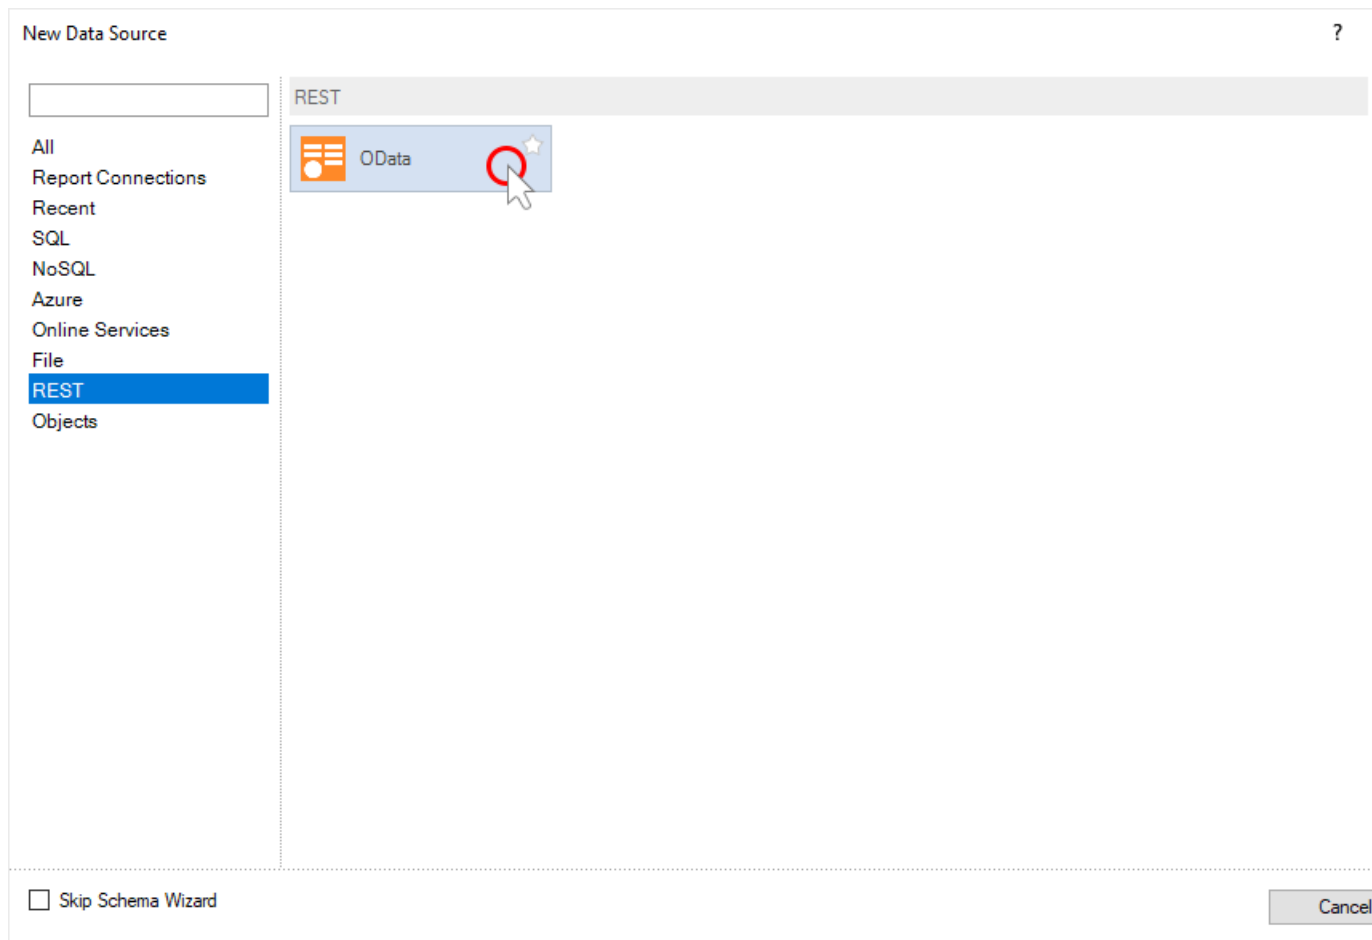 New Data Source
?
REST
All
Report Connections
Recent
SQL
NoSQL
Azure
Online Services
File
REST
Objects
OData
Skip Schema Wizard
Cancel